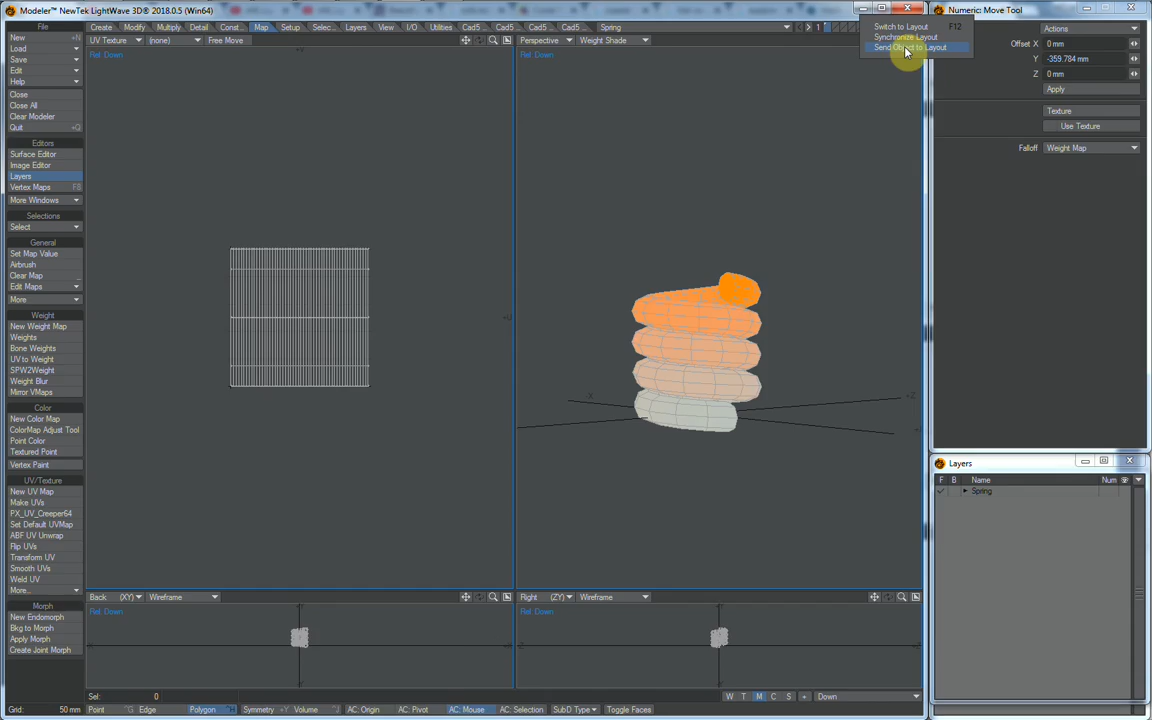 Modeler™ NewTek LightWave 3D® 2018.0.5 (Win64)
Numeric: Move Tool
File
Create Modify Multiply Detail Const... Map Setup Selec... Layers View I/O Utilities Cad5 ... Cad5 ... Cad5 ... Spring 1
Switch to Layout F12
Synchronize Layout
Send Object to Layout
Actions
New +N
Load
Save
Edit
Help
Close
Close All
Clear Modeler
Quit +Q
Editors
Surface Editor
Image Editor
Layers
Vertex Maps F8
More Windows
Selections
Select
General
Set Map Value
Airbrush
Clear Map _
Edit Maps
More
Weight
New Weight Map
Weights
Bone Weights
UV to Weight
SPW2Weight
Weight Blur
Mirror VMaps
Color
New Color Map
ColorMap Adjust Tool
Point Color
Textured Point
Vertex Paint
UV/Texture
New UV Map
Make UVs
PX_UV_Creeper64
Set Default UVMap
ABF UV Unwrap
Flip UVs
Transform UV
Smooth UVs
Weld UV
More...
Morph
New Endomorph
Bkg to Morph
Apply Morph
Create Joint Morph
UV Texture (none) Free Move
Rel: Down
Perspective Weight Shade
Rel: Down
X
Offset X 0 mm
Y -359.784 mm
Z 0 mm
Apply
Texture
Use Texture
Falloff Weight Map
Layers
F B Name Num
Spring
Back (XY) Wireframe
Rel: Down
Right (ZY) Wireframe
Rel: Down
Sel: 0
W T M C S + Down
Grid: 50 mm Point ^G Edge Polygon ^H Symmetry +Y Volume ^J AC: Origin AC: Pivot AC: Mouse AC: Selection SubD Type Toggle Faces